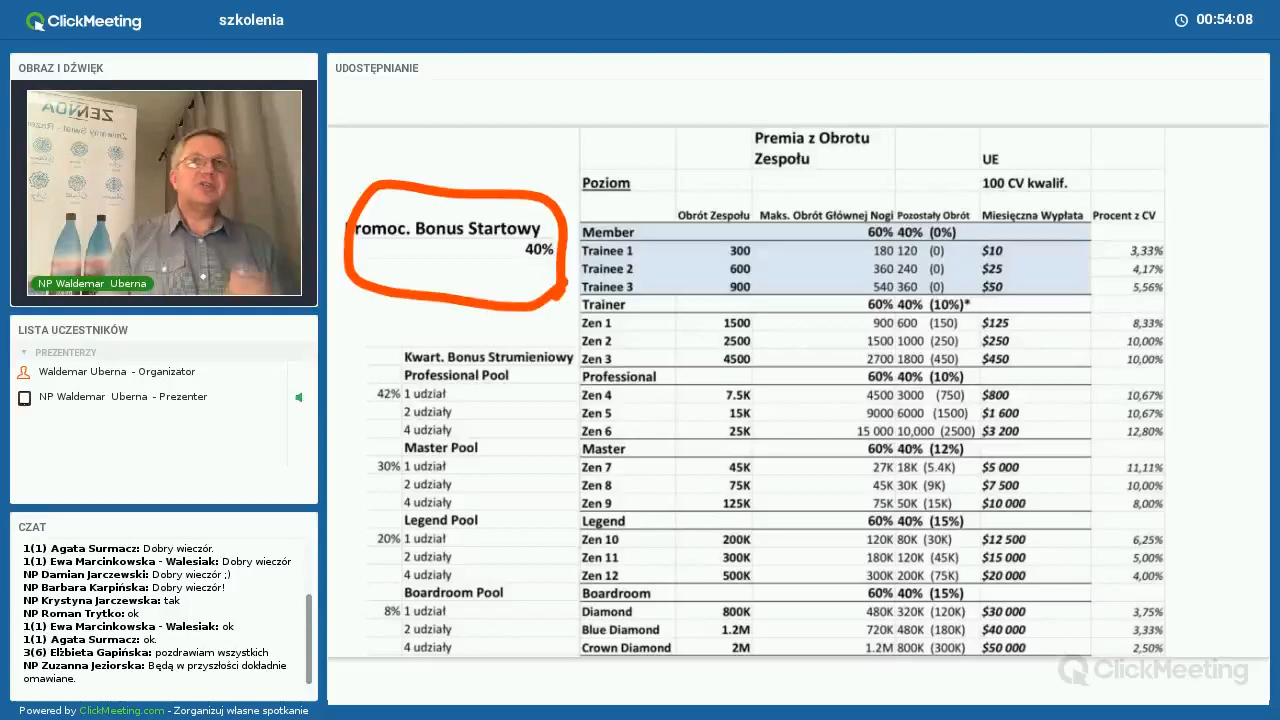 ClickMeeting
szkolenia
00:54:08
OBRAZ I DŹWIĘK
UDOSTĘPNIANIE
ZENNOA
NP Waldemar Uberna
LISTA UCZESTNIKÓW
PREZENTERZY
Waldemar Uberna - Organizator
NP Waldemar Uberna - Prezenter
CZAT
1(1) Agata Surmacz: Dobry wieczór.
1(1) Ewa Marcinkowska - Walesiak: Dobry wieczór
NP Damian Jarczewski: Dobry wieczór ;)
NP Barbara Karpińska: Dobry wieczór!
NP Krystyna Jarczewska: tak
NP Roman Trytko: ok
1(1) Ewa Marcinkowska - Walesiak: ok
1(1) Agata Surmacz: ok.
3(6) Elżbieta Gapińska: pozdrawiam wszystkich
NP Zuzanna Jeziorska: Będą w przyszłości dokładnie
omawiane.
Powered by ClickMeeting.com - Zorganizuj własne spotkanie
Premia z Obrotu
Zespołu
UE
Poziom
100 CV kwalif.
Obrót Zespołu Maks. Obrót Głównej Nogi Pozostały Obrót Miesięczna Wypłata Procent z CV
Promoc. Bonus Startowy
40%
Member 60% 40% (0%)
Trainee 1 300 180 120 (0) $10 3,33%
Trainee 2 600 360 240 (0) $25 4,17%
Trainee 3 900 540 360 (0) $50 5,56%
Trainer 60% 40% (10%)*
Zen 1 1500 900 600 (150) $125 8,33%
Zen 2 2500 1500 1000 (250) $250 10,00%
Kwart. Bonus Strumieniowy Zen 3 4500 2700 1800 (450) $450 10,00%
Professional Pool Professional 60% 40% (10%)
42% 1 udział Zen 4 7.5K 4500 3000 (750) $800 10,67%
2 udziały Zen 5 15K 9000 6000 (1500) $1 600 10,67%
4 udziały Zen 6 25K 15 000 10,000 (2500) $3 200 12,80%
Master Pool Master 60% 40% (12%)
30% 1 udział Zen 7 45K 27K 18K (5.4K) $5 000 11,11%
2 udziały Zen 8 75K 45K 30K (9K) $7 500 10,00%
4 udziały Zen 9 125K 75K 50K (15K) $10 000 8,00%
Legend Pool Legend 60% 40% (15%)
20% 1 udział Zen 10 200K 120K 80K (30K) $12 500 6,25%
2 udziały Zen 11 300K 180K 120K (45K) $15 000 5,00%
4 udziały Zen 12 500K 300K 200K (75K) $20 000 4,00%
Boardroom Pool Boardroom 60% 40% (15%)
8% 1 udział Diamond 800K 480K 320K (120K) $30 000 3,75%
2 udziały Blue Diamond 1.2M 720K 480K (180K) $40 000 3,33%
4 udziały Crown Diamond 2M 1.2M 800K (300K) $50 000 2,50%
ClickMeeting